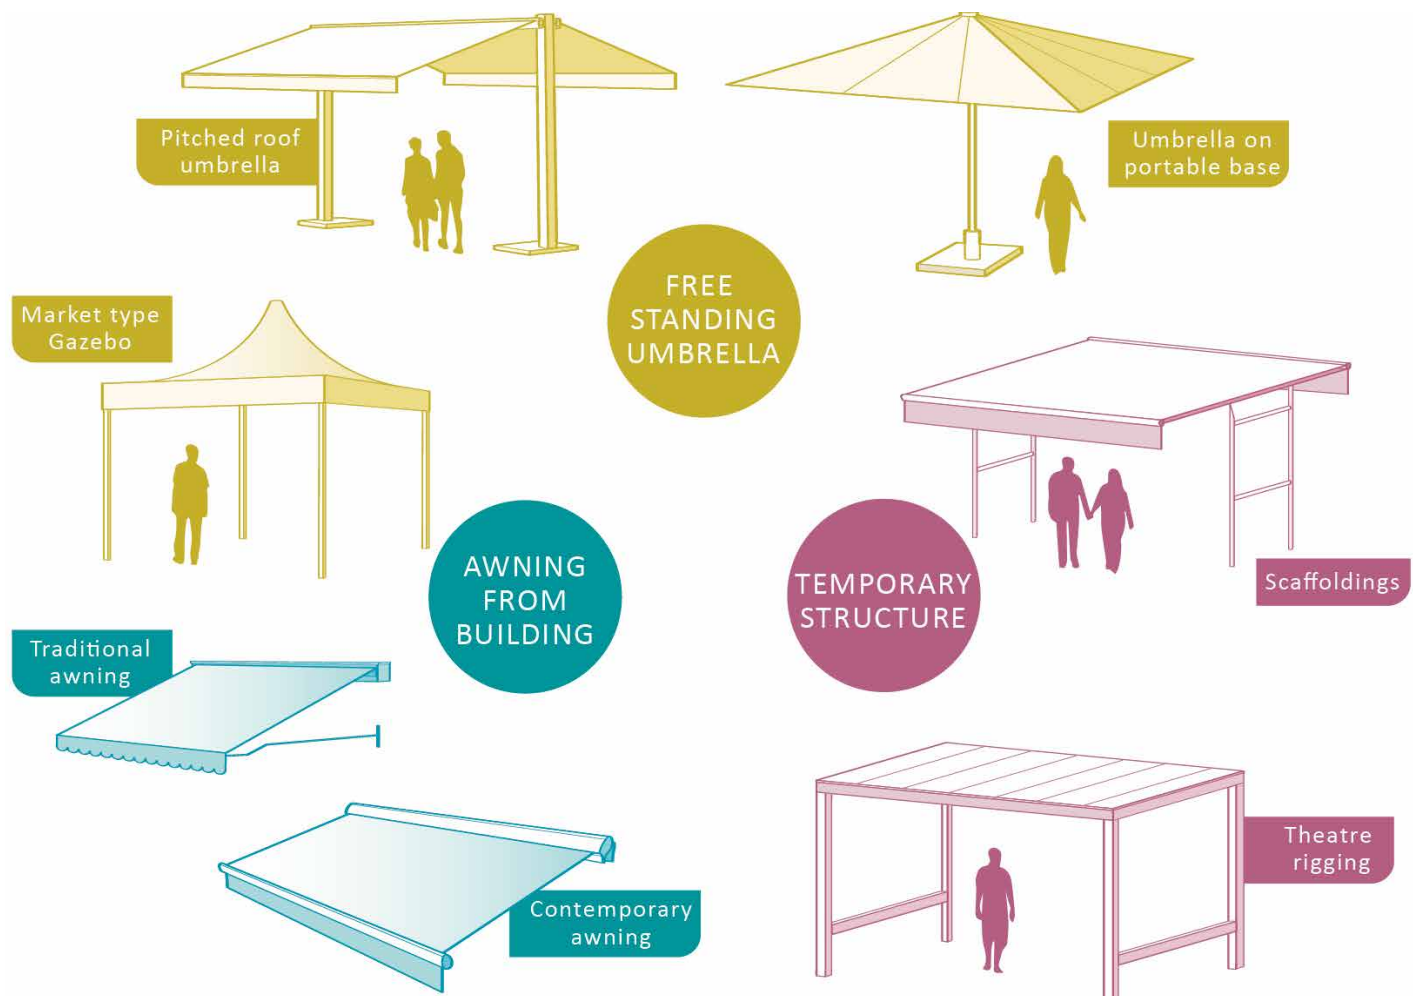 Pitched roof
umbrella
Umbrella on
portable base
FREE
STANDING
UMBRELLA
Market type
Gazebo
AWNING
FROM
BUILDING
TEMPORARY
STRUCTURE
Scaffoldings
Traditional
awning
Theatre
rigging
Contemporary
awning